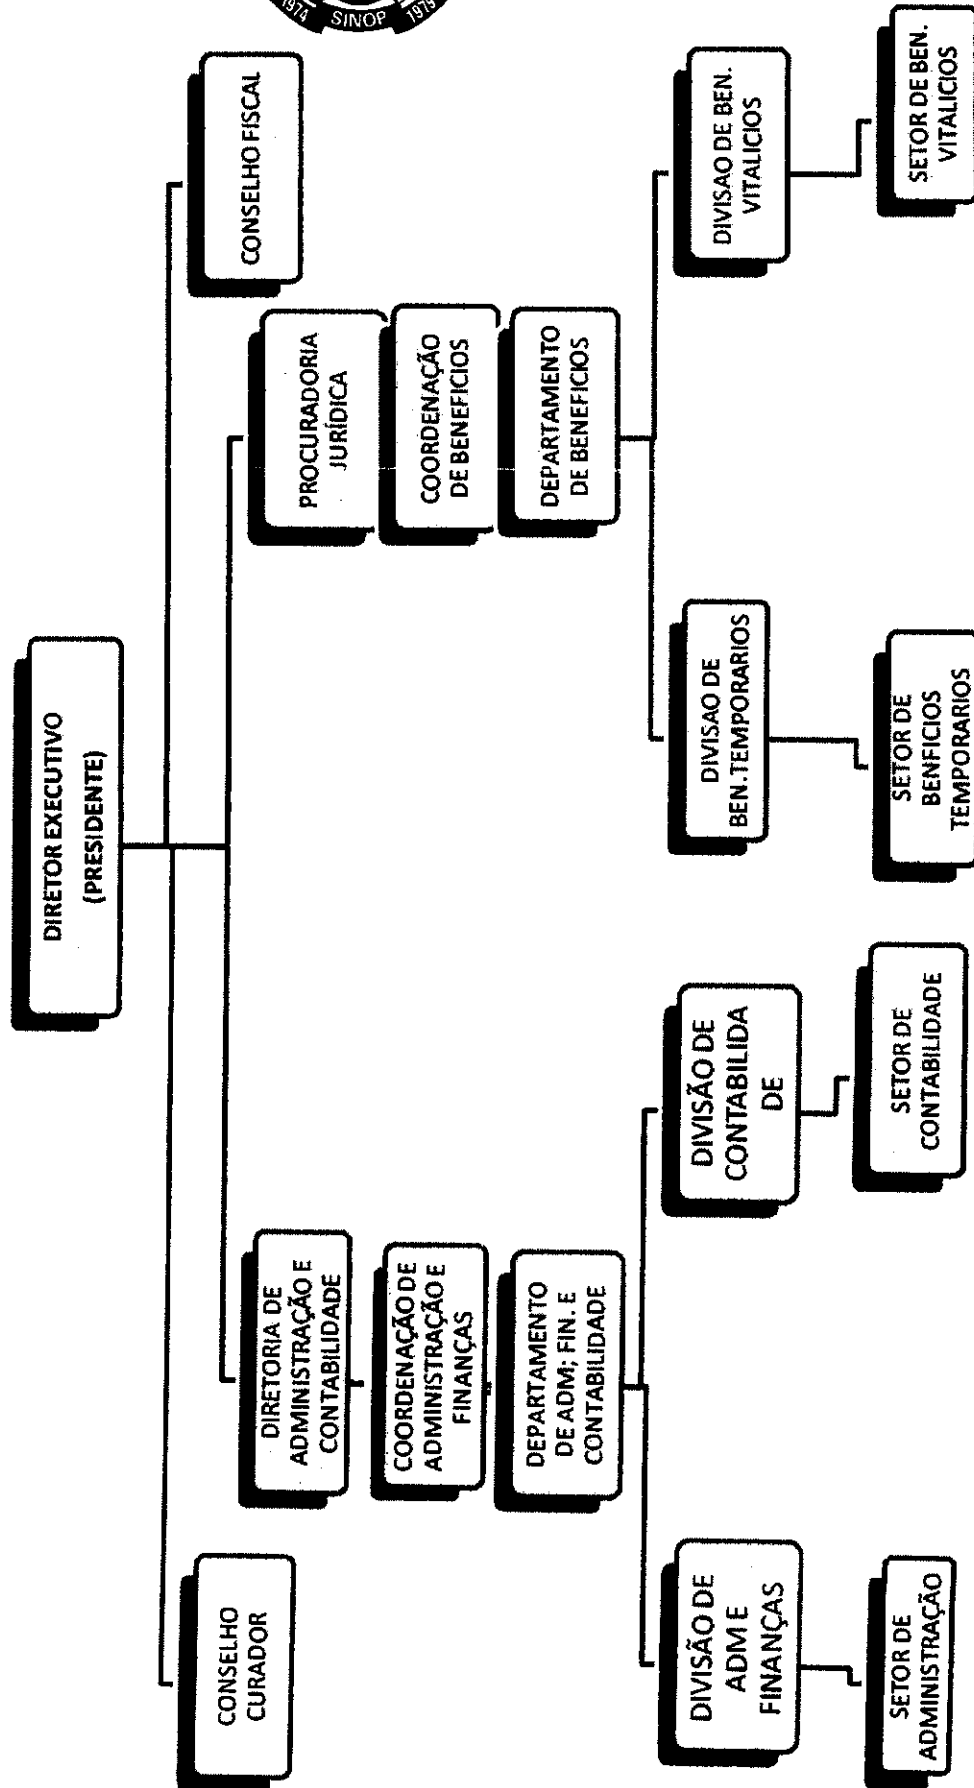 1974 SINOP 1979
DIRETOR EXECUTIVO
(PRESIDENTE)
CONSELHO
CURADOR
CONSELHO FISCAL
DIRETORIA DE
ADMINISTRAÇÃO E
CONTABILIDADE
PROCURADORIA
JURÍDICA
COORDENAÇÃO DE
ADMINISTRAÇÃO E
FINANÇAS
COORDENAÇÃO
DE BENEFICIOS
DEPARTAMENTO
DE ADM; FIN. E
CONTABILIDADE
DEPARTAMENTO
DE BENEFICIOS
DIVISÃO DE
ADM E
FINANÇAS
DIVISÃO DE
CONTABILIDA
DE
DIVISAO DE
BEN.TEMPORARIOS
DIVISAO DE BEN.
VITALICIOS
SETOR DE
ADMINISTRAÇÃO
SETOR DE
CONTABILIDADE
SETOR DE
BENFICIOS
TEMPORARIOS
SETOR DE BEN.
VITALICIOS